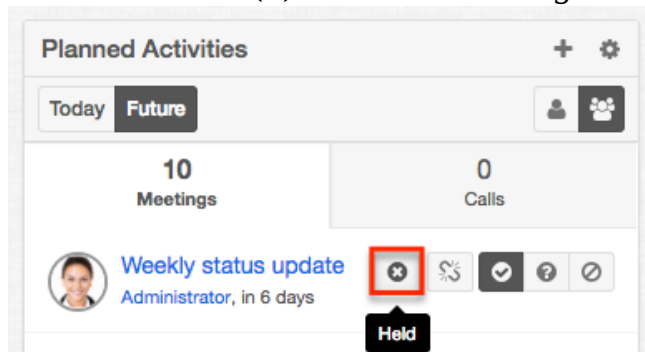 Planned Activities
Today Future
10 0
Meetings Calls
Weekly status update
Administrator, in 6 days
Held